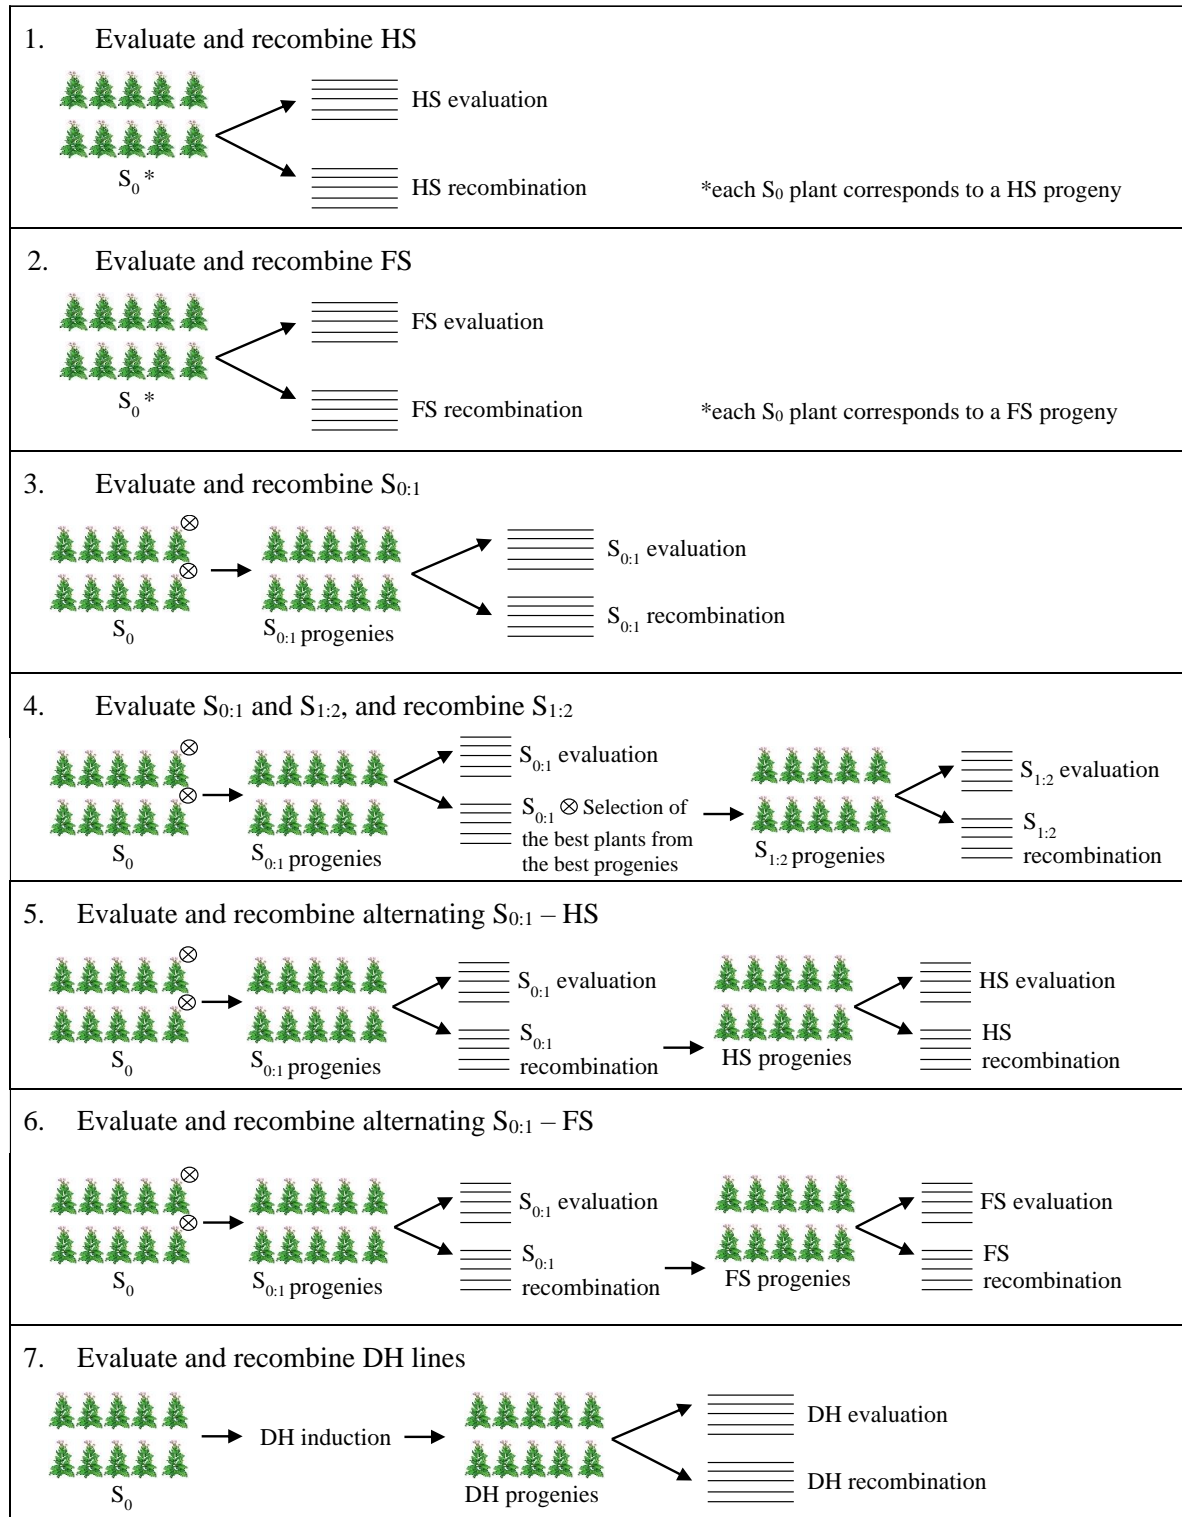 1. Evaluate and recombine HS
HS evaluation
HS recombination
S₀*
*each S₀ plant corresponds to a HS progeny
2. Evaluate and recombine FS
FS evaluation
FS recombination
S₀*
*each S₀ plant corresponds to a FS progeny
3. Evaluate and recombine S₀:₁
S₀:₁ evaluation
S₀:₁ recombination
S₀
S₀:₁ progenies
4. Evaluate S₀:₁ and S₁:₂, and recombine S₁:₂
S₀:₁ evaluation
S₀:₁ ⊗ Selection of
the best plants from
the best progenies
S₀
S₀:₁ progenies
S₁:₂ progenies
S₁:₂ evaluation
S₁:₂
recombination
5. Evaluate and recombine alternating S₀:₁ – HS
S₀:₁ evaluation
S₀:₁
recombination
S₀
S₀:₁ progenies
HS progenies
HS evaluation
HS
recombination
6. Evaluate and recombine alternating S₀:₁ – FS
S₀:₁ evaluation
S₀:₁
recombination
S₀
S₀:₁ progenies
FS progenies
FS evaluation
FS
recombination
7. Evaluate and recombine DH lines
DH induction
S₀
DH progenies
DH evaluation
DH recombination